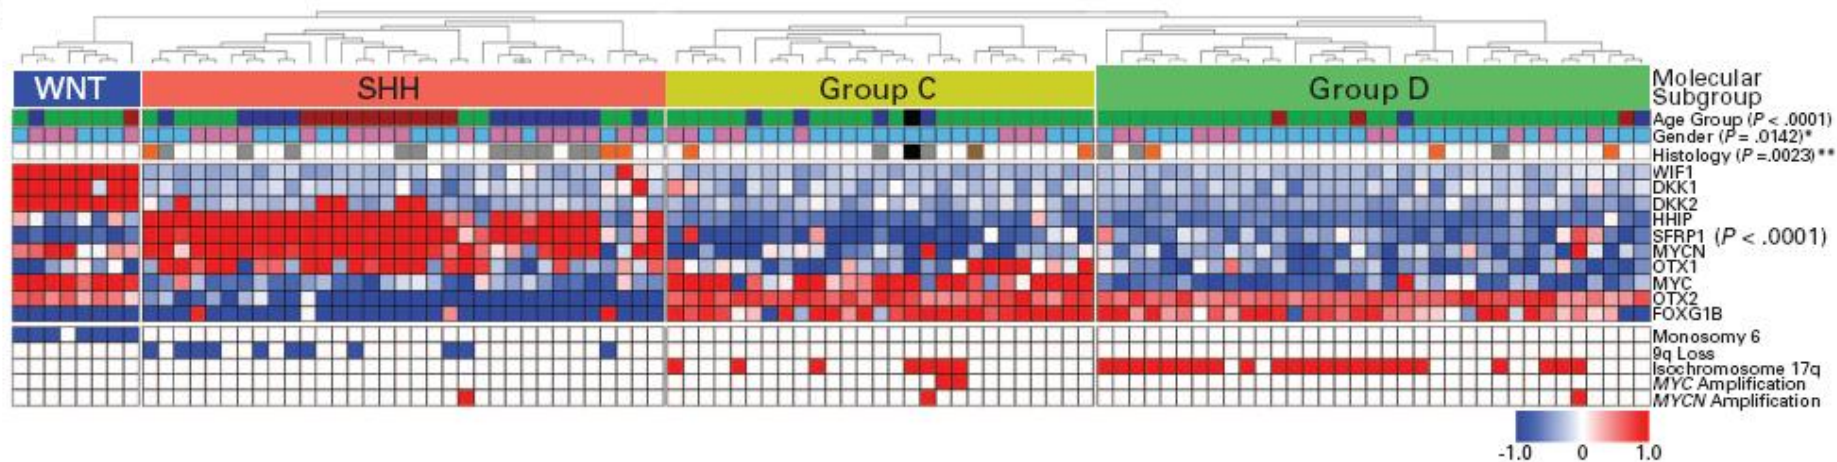 WNT
SHH
Group C
Group D
Molecular
Subgroup
Age Group (P < .0001)
Gender (P = .0142)*
Histology (P =.0023)**
WIF1
DKK1
DKK2
HHIP
SFRP1 (P < .0001)
MYCN
OTX1
MYC
OTX2
FOXG1B
Monosomy 6
9q Loss
Isochromosome 17q
MYC Amplification
MYCN Amplification
-1.0 0 1.0